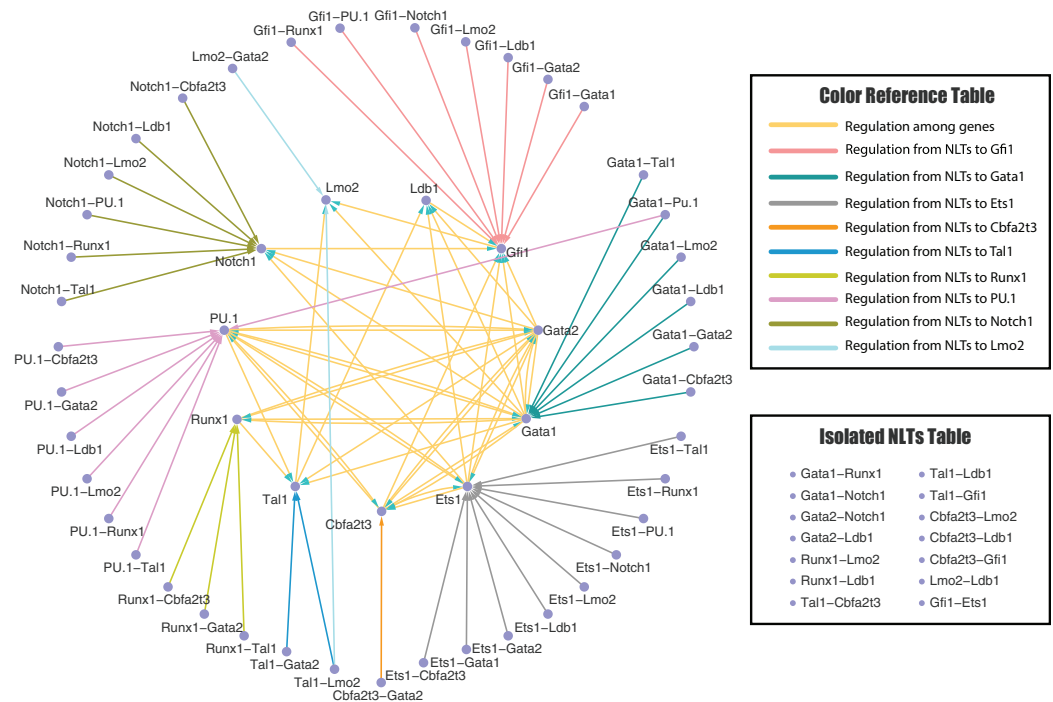 Gfi1−PU.1
Gfi1−Notch1
Gfi1−Runx1
Gfi1−Lmo2
Gfi1−Ldb1
Lmo2−Gata2
Gfi1−Gata2
Notch1−Cbfa2t3
Gfi1−Gata1
Notch1−Ldb1
Notch1−Lmo2
Gata1−Tal1
Notch1−PU.1
Lmo2
Ldb1
Gata1−Pu.1
Notch1−Runx1
Notch1
Gfi1
Gata1−Lmo2
Notch1−Tal1
Gata1−Ldb1
PU.1
Gata2
Gata1−Gata2
PU.1−Cbfa2t3
Gata1−Cbfa2t3
PU.1−Gata2
Runx1
Gata1
PU.1−Ldb1
Ets1−Tal1
PU.1−Lmo2
Tal1
Ets1
Ets1−Runx1
PU.1−Runx1
Cbfa2t3
Ets1−PU.1
PU.1−Tal1
Ets1−Notch1
Runx1−Cbfa2t3
Ets1−Lmo2
Runx1−Gata2
Ets1−Ldb1
Runx1−Tal1
Ets1−Gata2
Tal1−Gata2
Ets1−Gata1
Tal1−Lmo2
Ets1−Cbfa2t3
Cbfa2t3−Gata2
Color Reference Table
Regulation among genes
Regulation from NLTs to Gfi1
Regulation from NLTs to Gata1
Regulation from NLTs to Ets1
Regulation from NLTs to Cbfa2t3
Regulation from NLTs to Tal1
Regulation from NLTs to Runx1
Regulation from NLTs to PU.1
Regulation from NLTs to Notch1
Regulation from NLTs to Lmo2
Isolated NLTs Table
Gata1−Runx1
Tal1−Ldb1
Gata1−Notch1
Tal1−Gfi1
Gata2−Notch1
Cbfa2t3−Lmo2
Gata2−Ldb1
Cbfa2t3−Ldb1
Runx1−Lmo2
Cbfa2t3−Gfi1
Runx1−Ldb1
Lmo2−Ldb1
Tal1−Cbfa2t3
Gfi1−Ets1